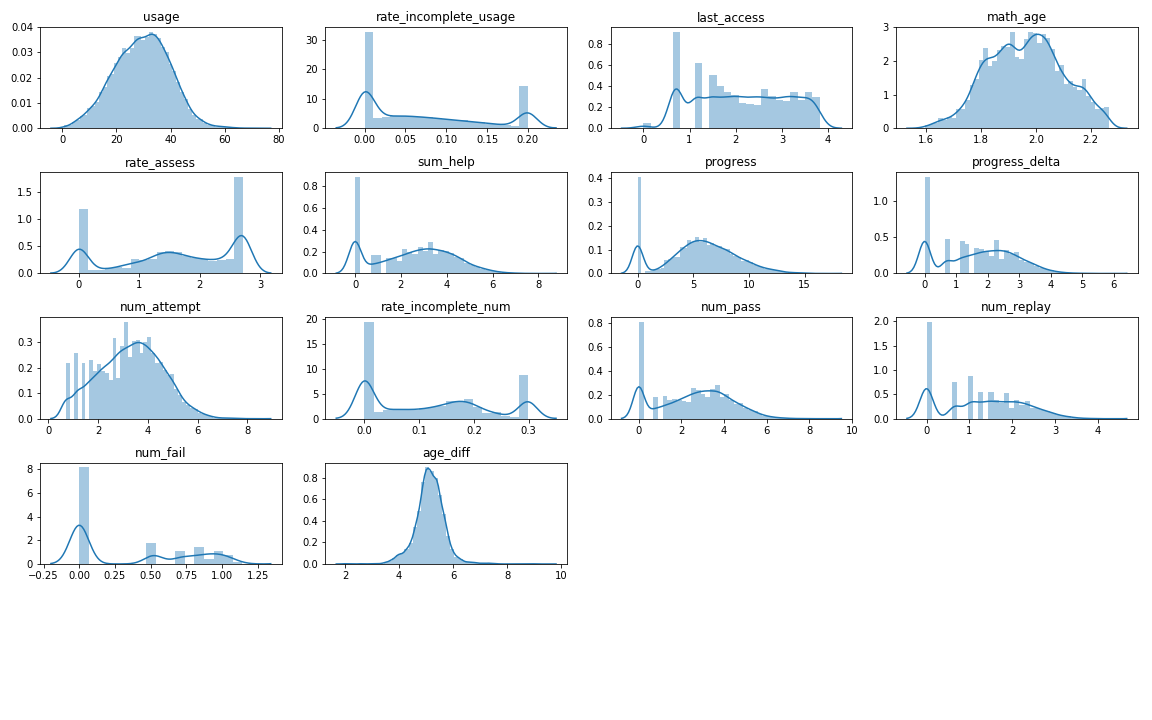 usage
0.04
0.03
0.02
0.01
0.00
0 20 40 60 80
rate_incomplete_usage
30
20
10
0
0.00 0.05 0.10 0.15 0.20
last_access
0.8
0.6
0.4
0.2
0.0
0 1 2 3 4
math_age
3
2
1
0
1.6 1.8 2.0 2.2
rate_assess
1.5
1.0
0.5
0.0
0 1 2 3
sum_help
0.8
0.6
0.4
0.2
0.0
0 2 4 6 8
progress
0.4
0.3
0.2
0.1
0.0
0 5 10 15
progress_delta
1.0
0.5
0.0
0 1 2 3 4 5 6
num_attempt
0.3
0.2
0.1
0.0
0 2 4 6 8
rate_incomplete_num
20
15
10
5
0
0.0 0.1 0.2 0.3
num_pass
0.8
0.6
0.4
0.2
0.0
0 2 4 6 8 10
num_replay
2.0
1.5
1.0
0.5
0.0
0 1 2 3 4
num_fail
8
6
4
2
0
−0.25 0.00 0.25 0.50 0.75 1.00 1.25
age_diff
0.8
0.6
0.4
0.2
0.0
2 4 6 8 10